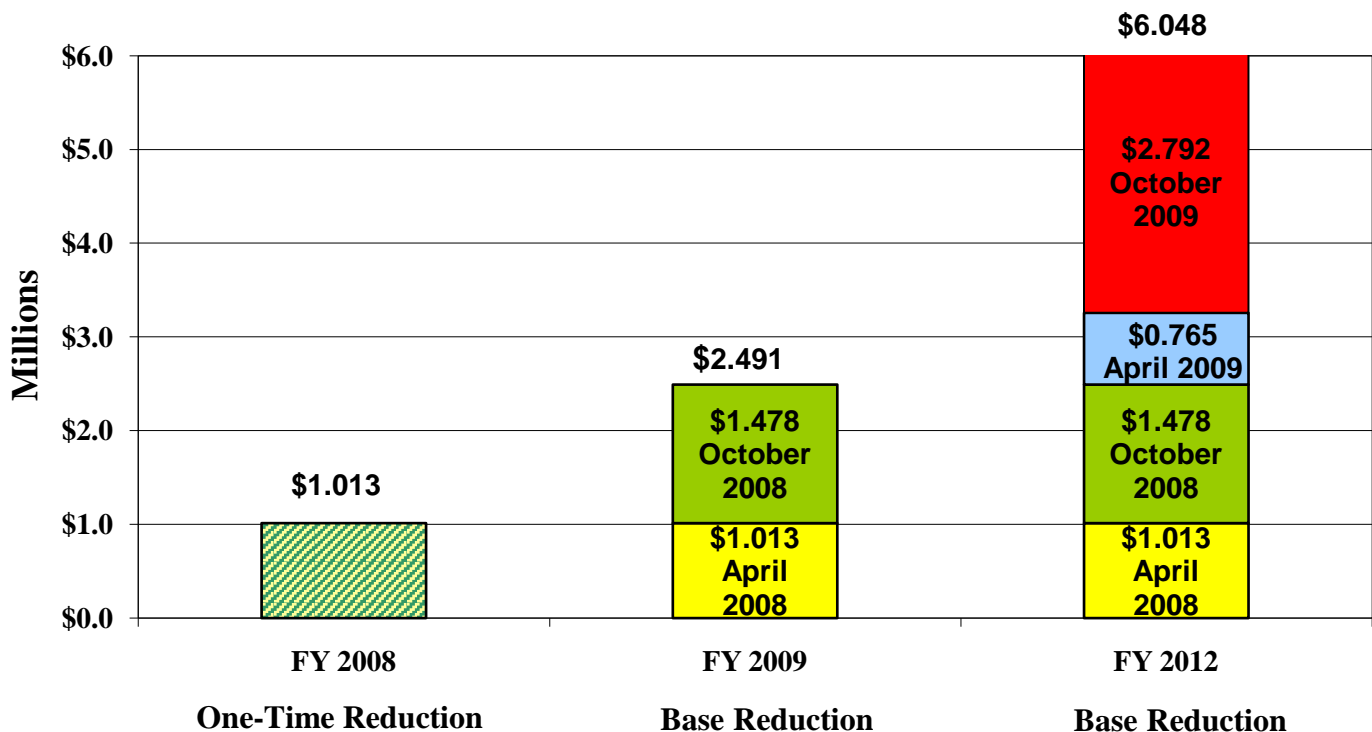 $6.048
$6.0
$5.0
$4.0
$3.0
$2.0
$1.0
$0.0
Millions
$1.013
$2.491
$1.478
October
2008
$1.013
April
2008
$2.792
October
2009
$0.765
April 2009
$1.478
October
2008
$1.013
April
2008
FY 2008
FY 2009
FY 2012
One-Time Reduction
Base Reduction
Base Reduction